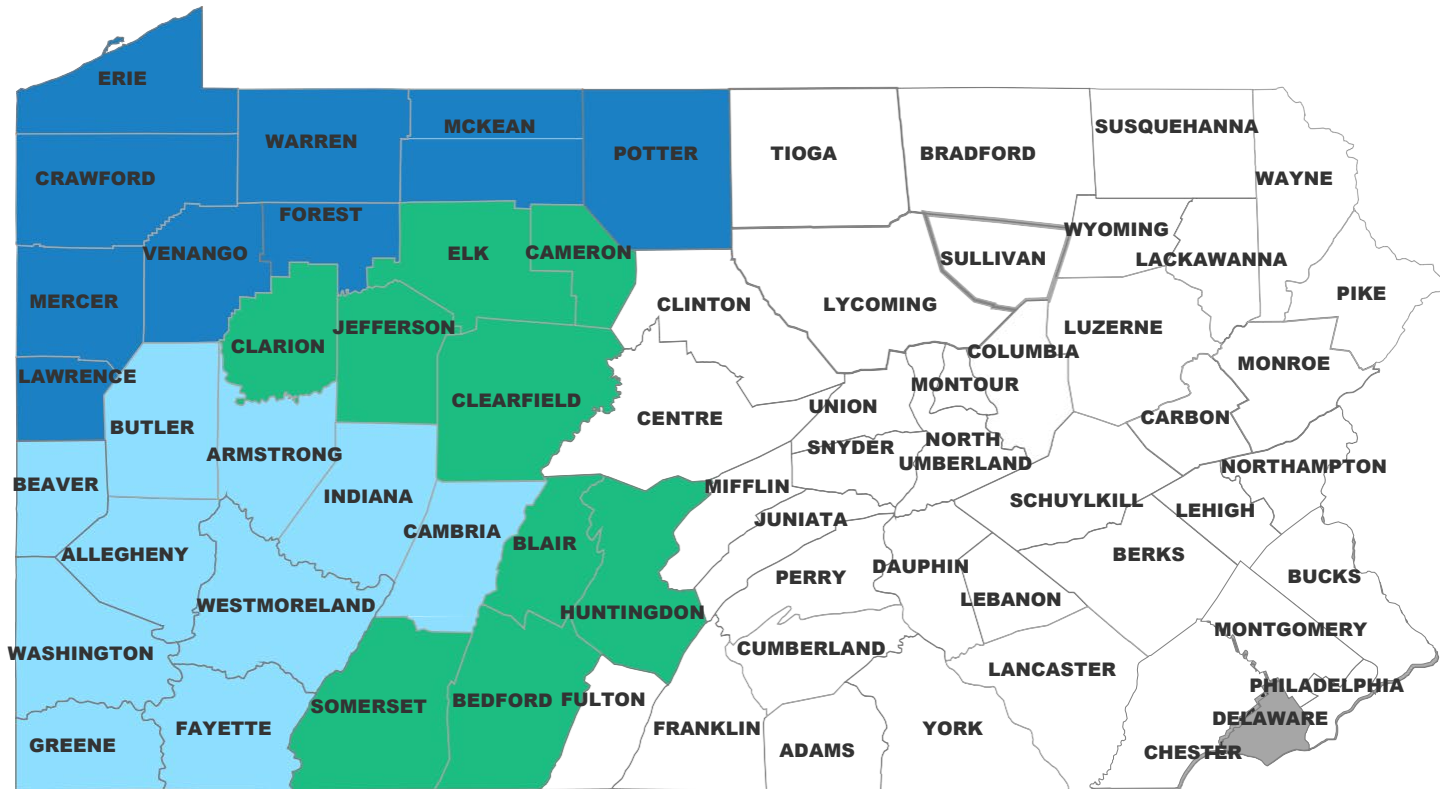 ERIE
WARREN
MCKEAN
POTTER
TIOGA
BRADFORD
SUSQUEHANNA
WAYNE
CRAWFORD
FOREST
VENANGO
ELK
CAMERON
SULLIVAN
WYOMING
LACKAWANNA
MERCER
CLINTON
LYCOMING
PIKE
JEFFERSON
CLARION
LUZERNE
COLUMBIA
MONROE
LAWRENCE
CLEARFIELD
MONTOUR
BUTLER
CENTRE
UNION
CARBON
ARMSTRONG
SNYDER
NORTH
UMBERLAND
NORTHAMPTON
BEAVER
INDIANA
MIFFLIN
SCHUYLKILL
LEHIGH
CAMBRIA
BLAIR
JUNIATA
ALLEGHENY
BERKS
DAUPHIN
PERRY
BUCKS
WESTMORELAND
HUNTINGDON
LEBANON
MONTGOMERY
WASHINGTON
CUMBERLAND
LANCASTER
PHILADELPHIA
SOMERSET
BEDFORD
FULTON
DELAWARE
FAYETTE
FRANKLIN
YORK
GREENE
ADAMS
CHESTER